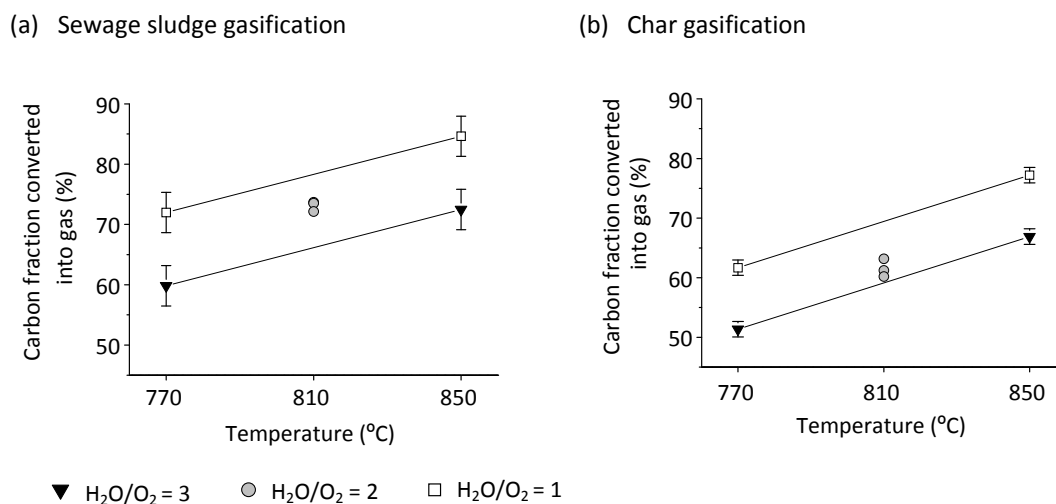 (a) Sewage sludge gasification
(b) Char gasification
Carbon fraction converted
into gas (%)
90
80
70
60
50
770 810 850
Temperature (ºC)
Carbon fraction converted
into gas (%)
90
80
70
60
50
770 810 850
Temperature (ºC)
H₂O/O₂ = 3 H₂O/O₂ = 2 H₂O/O₂ = 1